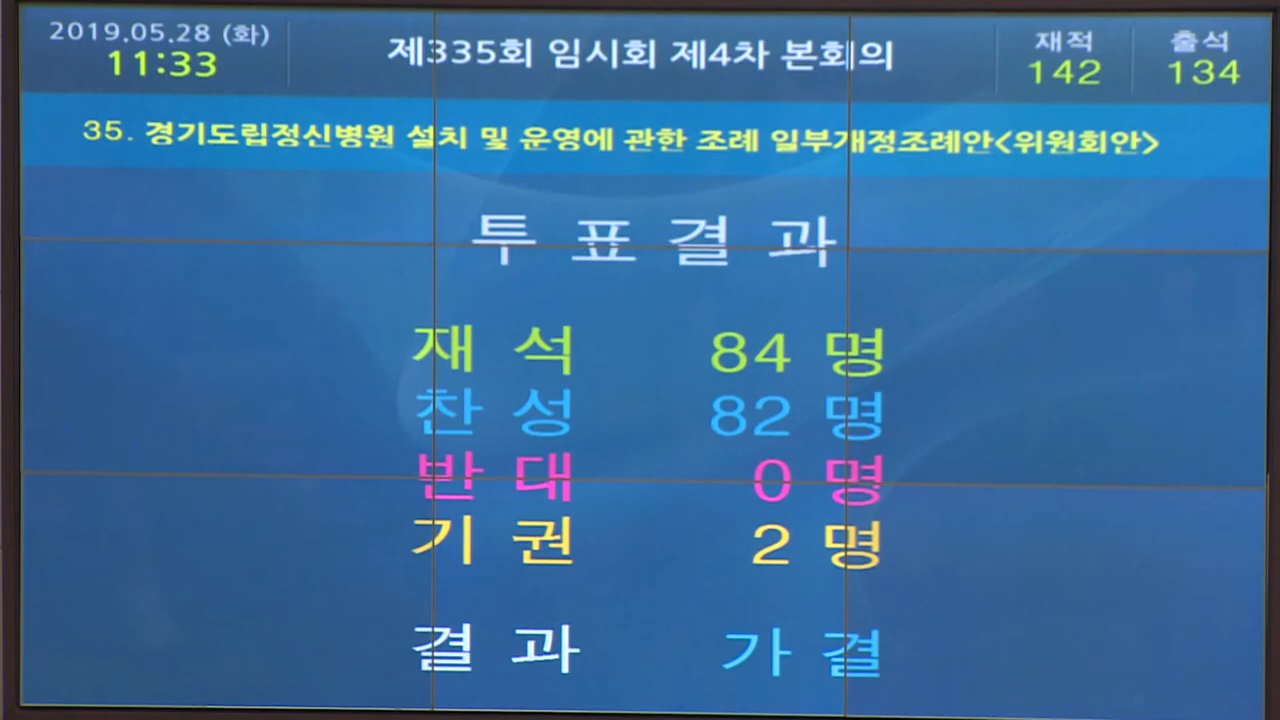 2019.05.28 (화)
11:33
제335회 임시회 제4차 본회의
재적
142
출석
134
35. 경기도립정신병원 설치 및 운영에 관한 조례 일부개정조례안<위원회안>
투 표 결 과
재 석 84 명
찬 성 82 명
반 대 0 명
기 권 2 명
결 과 가 결